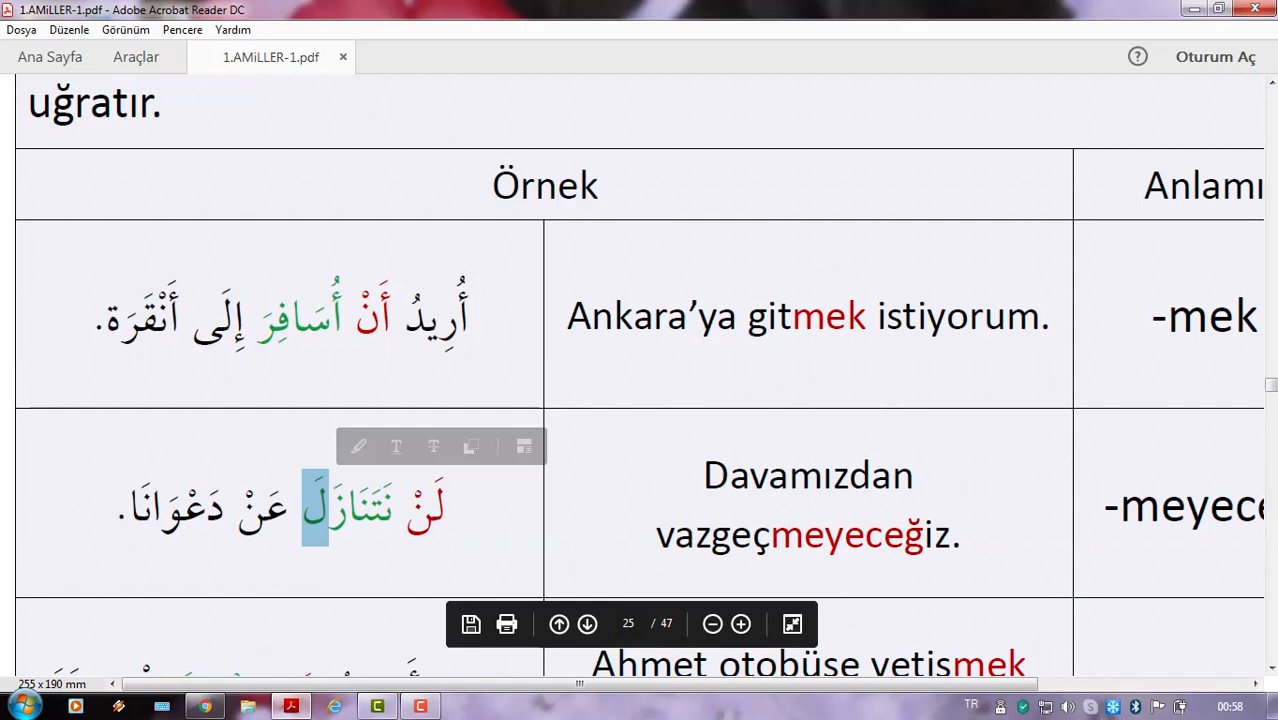 1.AMiLLER-1.pdf - Adobe Acrobat Reader DC
Dosya Düzenle Görünüm Pencere Yardım
Ana Sayfa Araçlar 1.AMiLLER-1.pdf × ? Oturum Aç
uğratır.
Örnek Anlamı
أُرِيدُ أَنْ أُسَافِرَ إِلَى أَنْقَرَة.
Ankara’ya gitmek istiyorum.
-mek
لَنْ نَتَنَازَلَ عَنْ دَعْوَانَا.
Davamızdan
vazgeçmeyeceğiz.
-meyece
25 / 47
Ahmet otobüse yetişmek
255 x 190 mm
TR 00:58